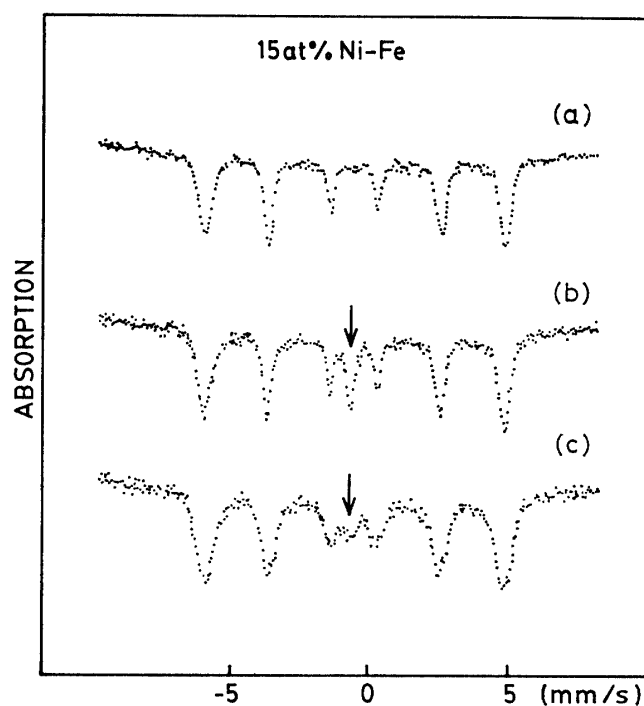 15at% Ni-Fe
(a)
(b)
(c)
ABSORPTION
-5 0 5 (mm/s)